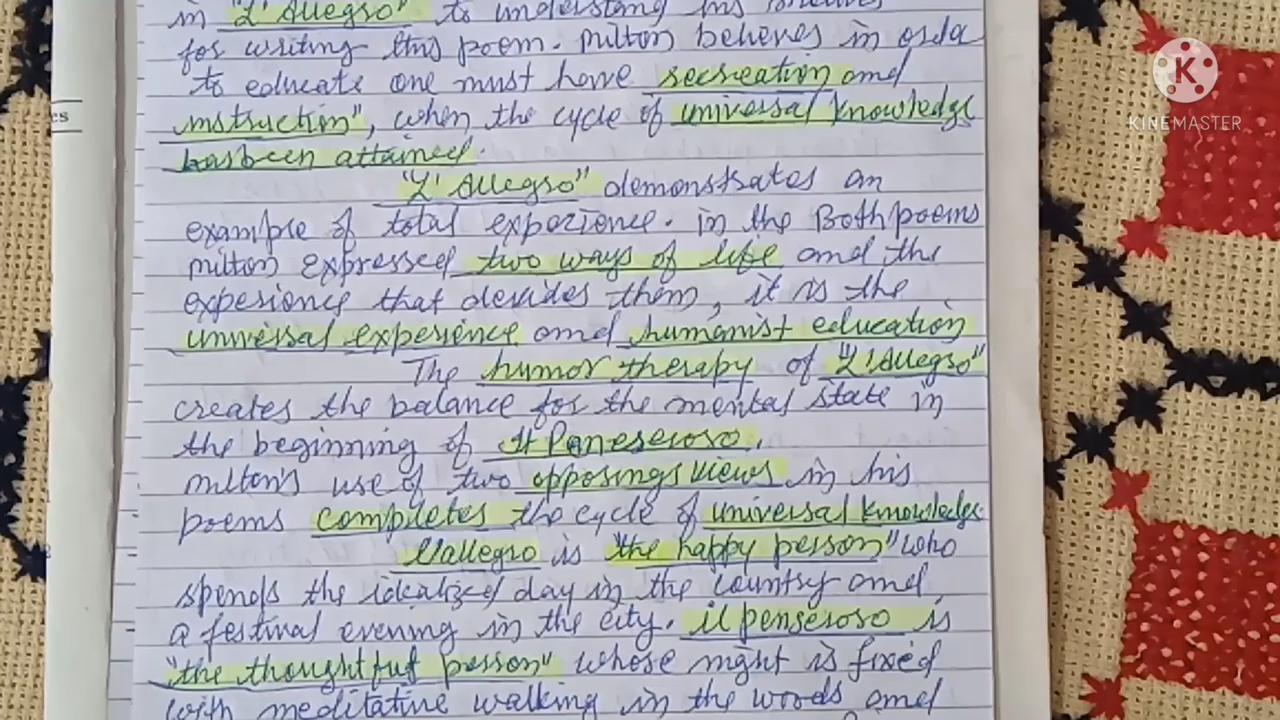 in "L'Allegro" to understand his
for writing this poem. Milton believes in order
to educate one must have recreation and
instruction", when the cycle of universal knowledge
has been attained.
"L'Allegro" demonstrates an
example of total experience. in the Both poems
Milton expressed two ways of life and the
experience that devides them, it is the
universal experience and humanist education
The humor therapy of "L'Allegro"
creates the balance for the mental state in
the beginning of Il Peneseroso.
Milton's use of two opposings views in his
poems completes the cycle of universal knowledge.
L'allegro is "the happy person" who
spends the idealized day in the country and
a festival evening in the city. il penseroso is
"the thoughtful person" whose night is fixed
with meditative walking in the woods and
es
K
KINEMASTER